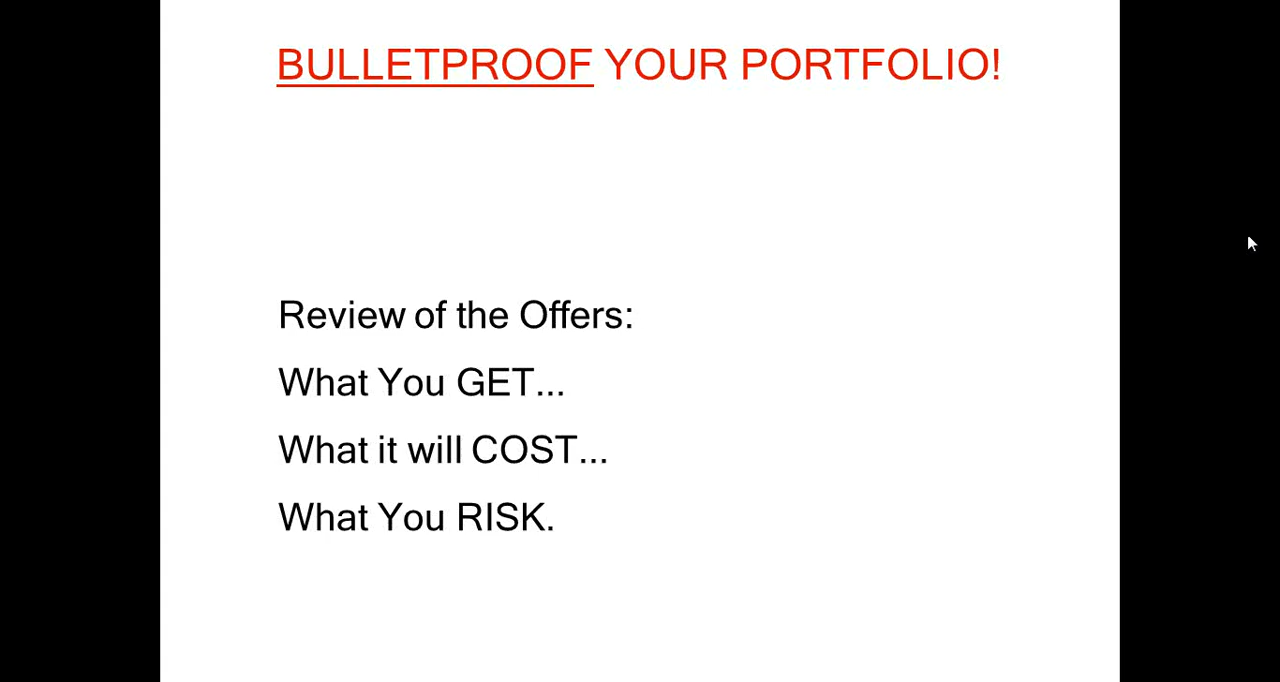 BULLETPROOF YOUR PORTFOLIO!
Review of the Offers:
What You GET...
What it will COST...
What You RISK.